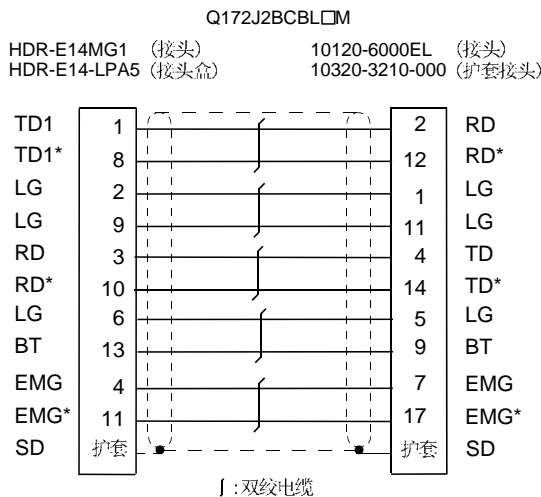 Q172J2BCBL□M
HDR-E14MG1 (接头) 10120-6000EL (接头)
HDR-E14-LPA5 (接头盒) 10320-3210-000 (护套接头)
TD1 1 2 RD
TD1* 8 12 RD*
LG 2 1 LG
LG 9 11 LG
RD 3 4 TD
RD* 10 14 TD*
LG 6 5 LG
BT 13 9 BT
EMG 4 7 EMG
EMG* 11 17 EMG*
SD 护套 护套 SD
⌠:双绞电缆